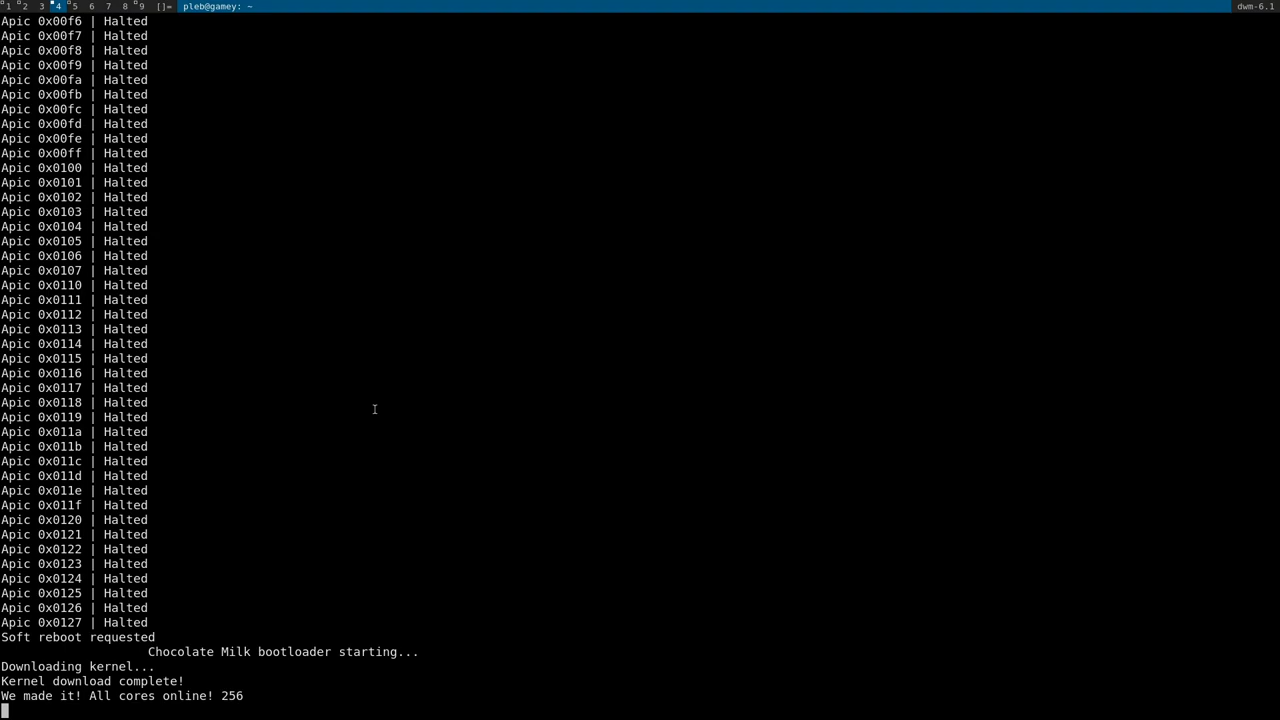 1 2 3 4 5 6 7 8 9 []= pleb@gamey: ~ dwm-6.1
Apic 0x00f6 | Halted
Apic 0x00f7 | Halted
Apic 0x00f8 | Halted
Apic 0x00f9 | Halted
Apic 0x00fa | Halted
Apic 0x00fb | Halted
Apic 0x00fc | Halted
Apic 0x00fd | Halted
Apic 0x00fe | Halted
Apic 0x00ff | Halted
Apic 0x0100 | Halted
Apic 0x0101 | Halted
Apic 0x0102 | Halted
Apic 0x0103 | Halted
Apic 0x0104 | Halted
Apic 0x0105 | Halted
Apic 0x0106 | Halted
Apic 0x0107 | Halted
Apic 0x0110 | Halted
Apic 0x0111 | Halted
Apic 0x0112 | Halted
Apic 0x0113 | Halted
Apic 0x0114 | Halted
Apic 0x0115 | Halted
Apic 0x0116 | Halted
Apic 0x0117 | Halted
Apic 0x0118 | Halted
Apic 0x0119 | Halted
Apic 0x011a | Halted
Apic 0x011b | Halted
Apic 0x011c | Halted
Apic 0x011d | Halted
Apic 0x011e | Halted
Apic 0x011f | Halted
Apic 0x0120 | Halted
Apic 0x0121 | Halted
Apic 0x0122 | Halted
Apic 0x0123 | Halted
Apic 0x0124 | Halted
Apic 0x0125 | Halted
Apic 0x0126 | Halted
Apic 0x0127 | Halted
Soft reboot requested
Chocolate Milk bootloader starting...
Downloading kernel...
Kernel download complete!
We made it! All cores online! 256